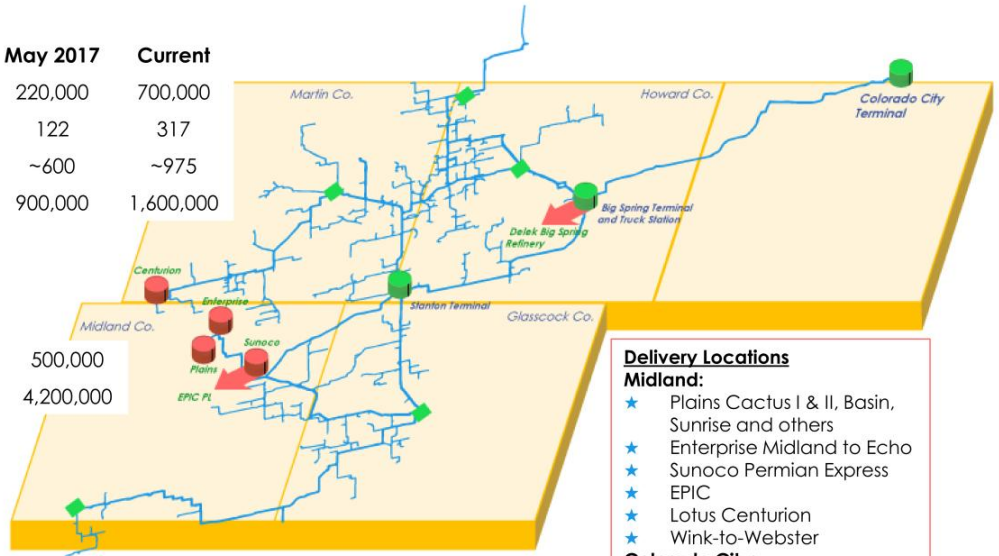 May 2017 Current
220,000 700,000
122 317
~600 ~975
900,000 1,600,000
500,000
4,200,000
Martin Co.
Howard Co.
Colorado City
Terminal
Big Spring Terminal
and Truck Station
Delek Big Spring
Refinery
Centurion
Enterprise
Stanton Terminal
Midland Co.
Glasscock Co.
Sunoco
Plains
EPIC PL
Delivery Locations
Midland:
★ Plains Cactus I & II, Basin,
Sunrise and others
★ Enterprise Midland to Echo
★ Sunoco Permian Express
★ EPIC
★ Lotus Centurion
★ Wink-to-Webster